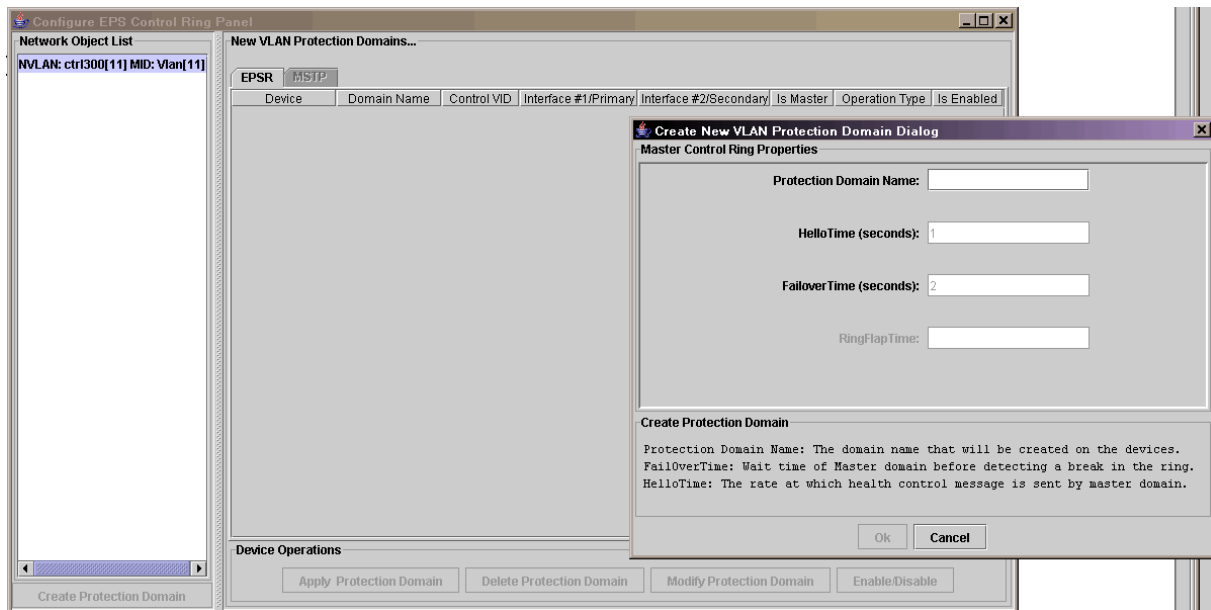 Configure EPS Control Ring Panel
Network Object List
NVLAN: ctrl300[11] MID: Vlan[11]
Create Protection Domain
New VLAN Protection Domains...
EPSR MSTP
Device Domain Name Control VID Interface #1/Primary Interface #2/Secondary Is Master Operation Type Is Enabled
Device Operations
Apply Protection Domain Delete Protection Domain Modify Protection Domain Enable/Disable
Create New VLAN Protection Domain Dialog
Master Control Ring Properties
Protection Domain Name:
HelloTime (seconds): 1
FailoverTime (seconds): 2
RingFlapTime:
Create Protection Domain
Protection Domain Name: The domain name that will be created on the devices.
FailOverTime: Wait time of Master domain before detecting a break in the ring.
HelloTime: The rate at which health control message is sent by master domain.
Ok Cancel